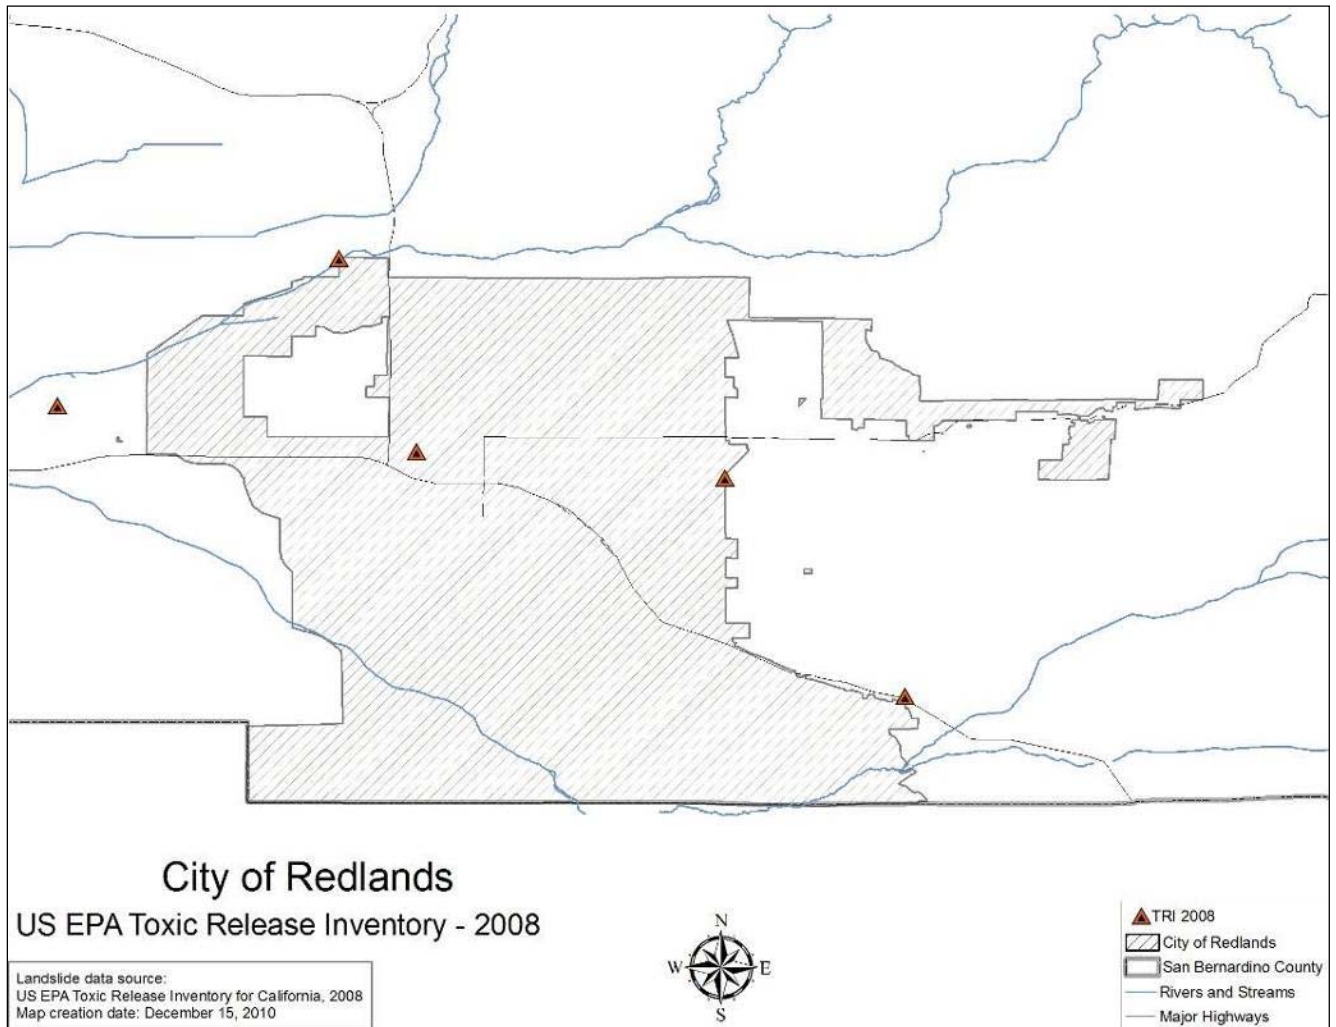 City of Redlands
US EPA Toxic Release Inventory - 2008
Landslide data source:
US EPA Toxic Release Inventory for California, 2008
Map creation date: December 15, 2010
N
W E
S
TRI 2008
City of Redlands
San Bernardino County
Rivers and Streams
Major Highways